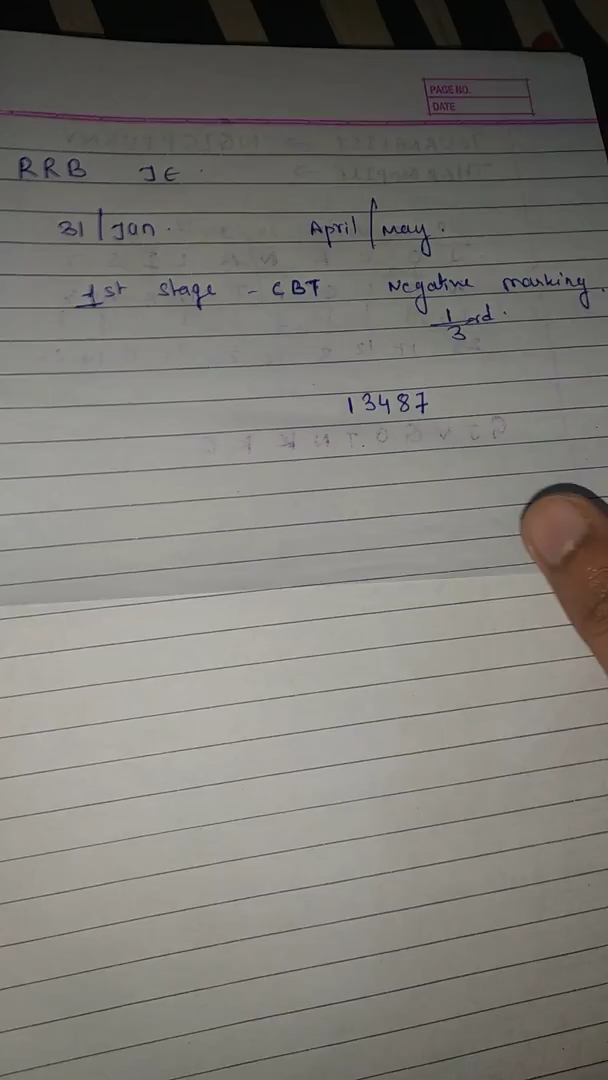 PAGE NO.
DATE
RRB JE.
31/Jan. April/May.
1st stage - CBT Negative marking.
1/3rd.
13487